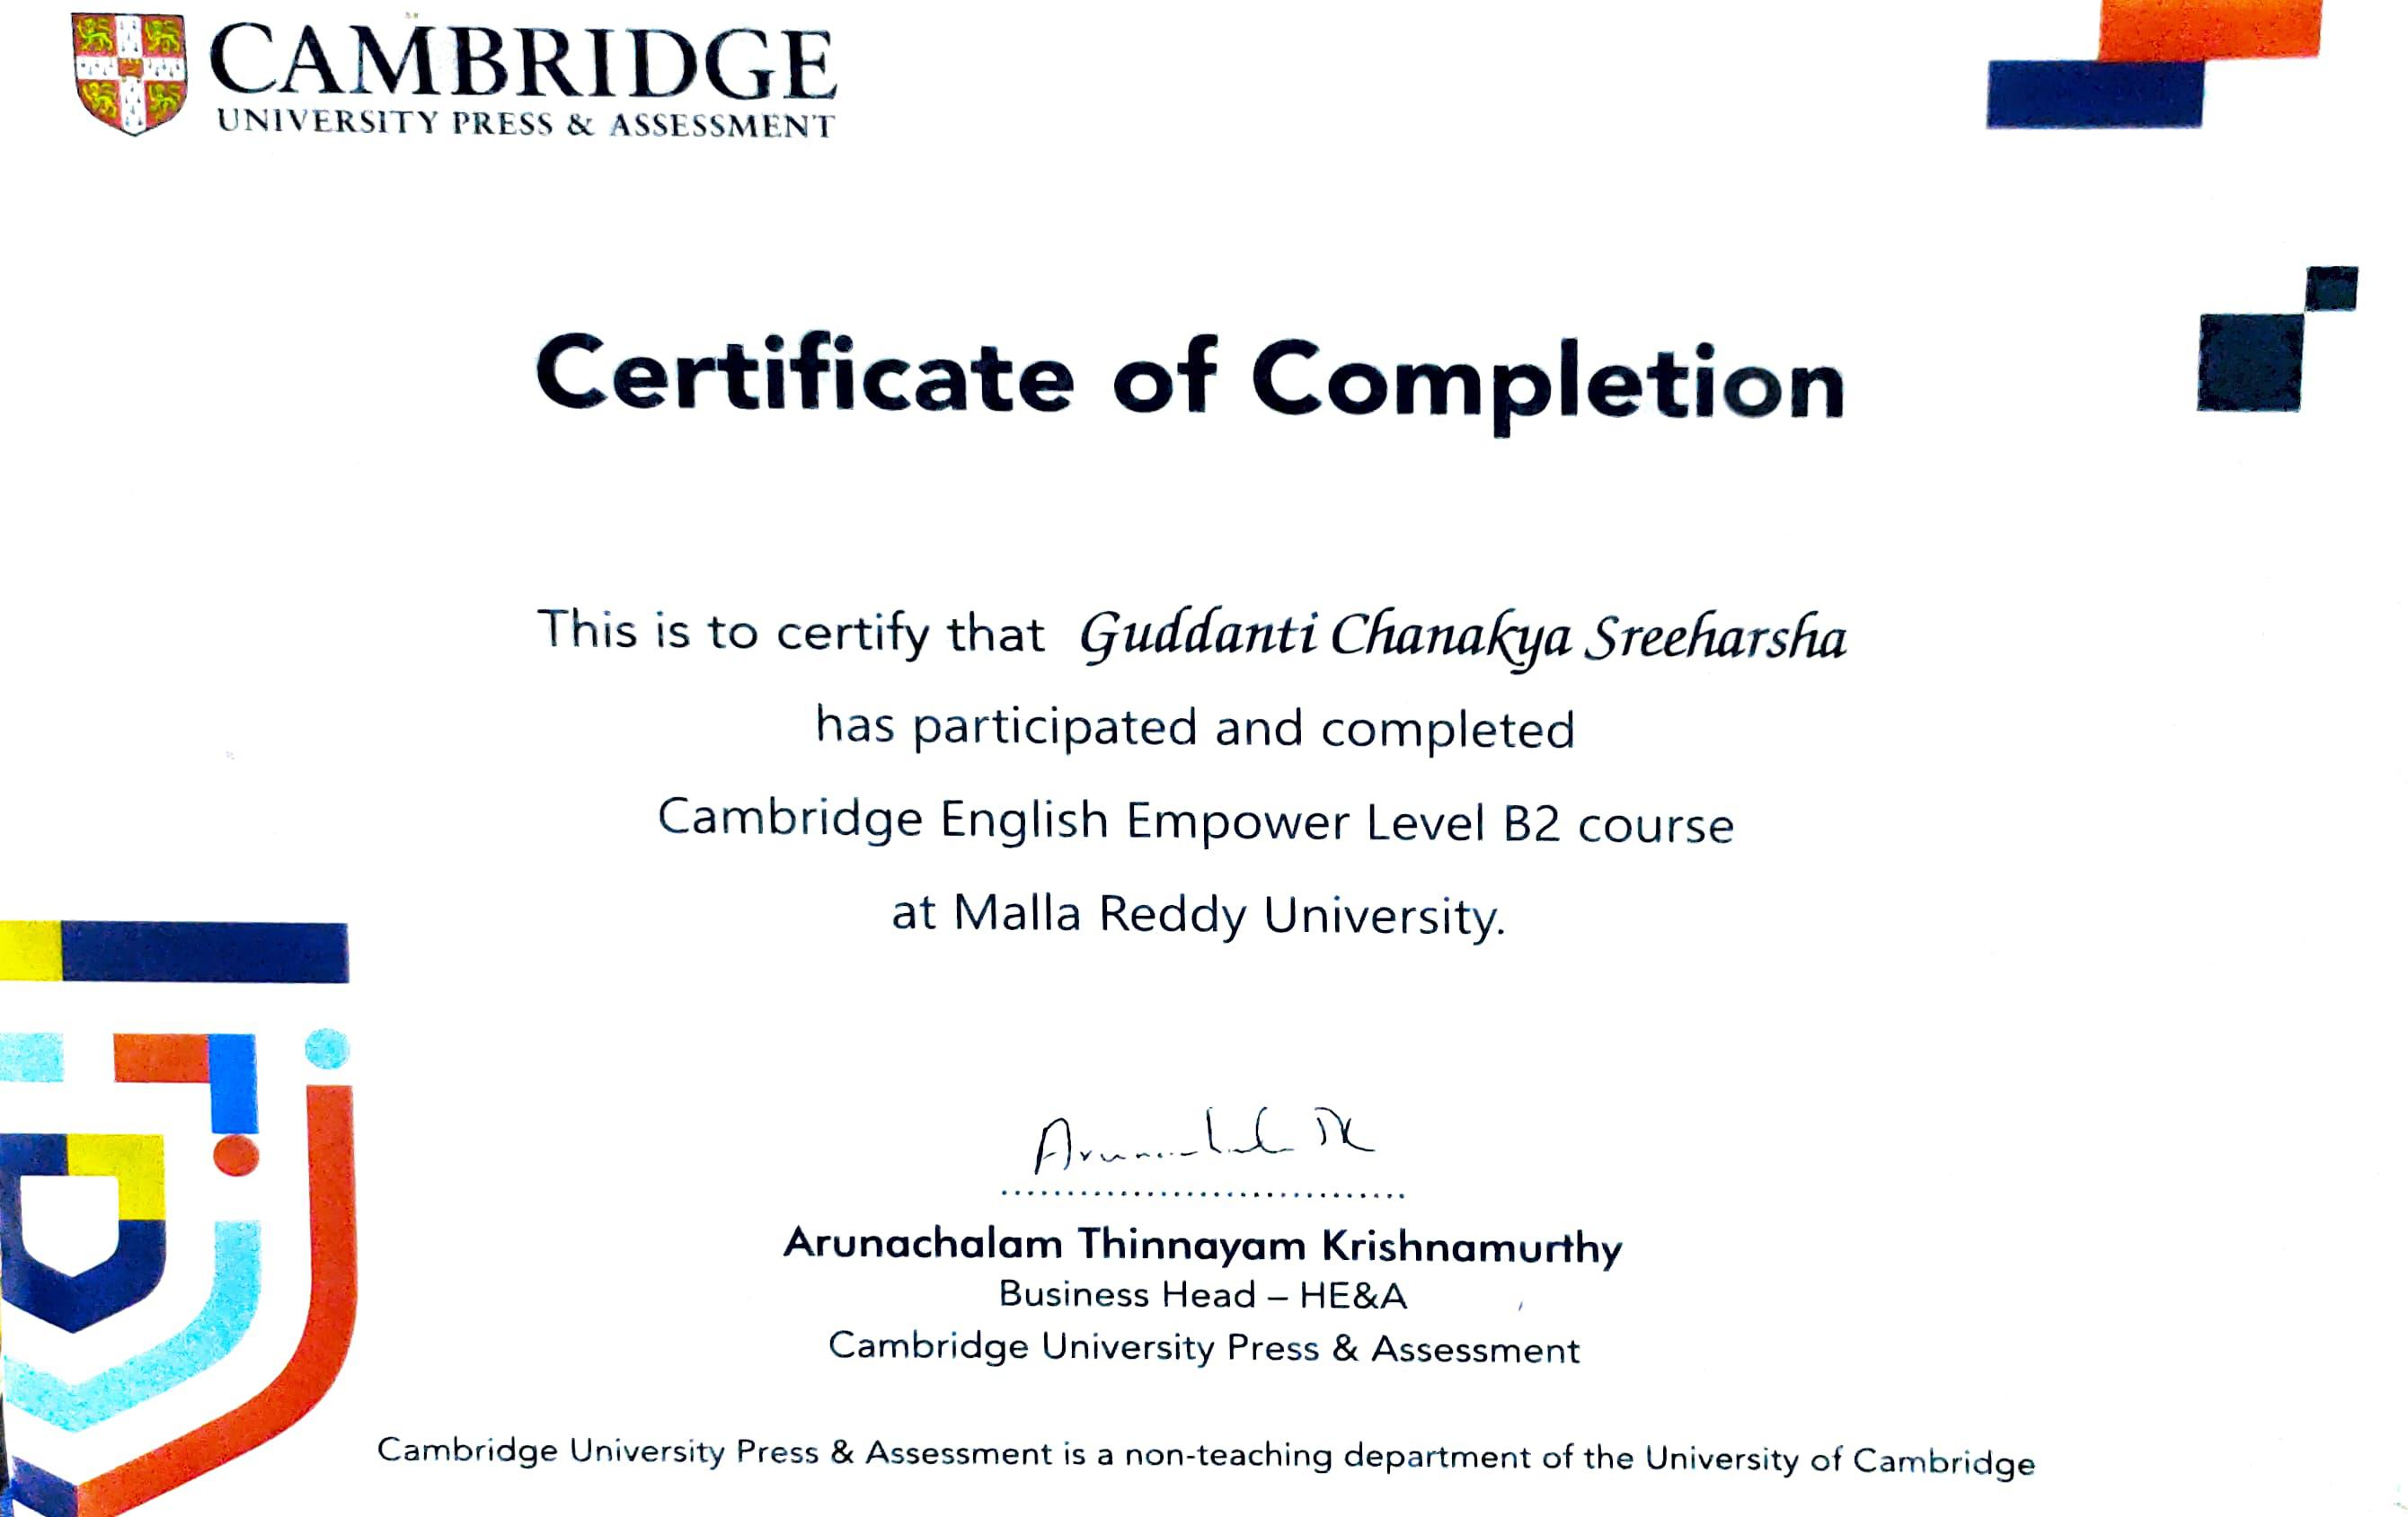 CAMBRIDGE
UNIVERSITY PRESS & ASSESSMENT
Certificate of Completion
This is to certify that Guddanti Chanakya Sreeharsha
has participated and completed
Cambridge English Empower Level B2 course
at Malla Reddy University.
Arunachalam Thinnayam Krishnamurthy
Business Head – HE&A
Cambridge University Press & Assessment
Cambridge University Press & Assessment is a non-teaching department of the University of Cambridge